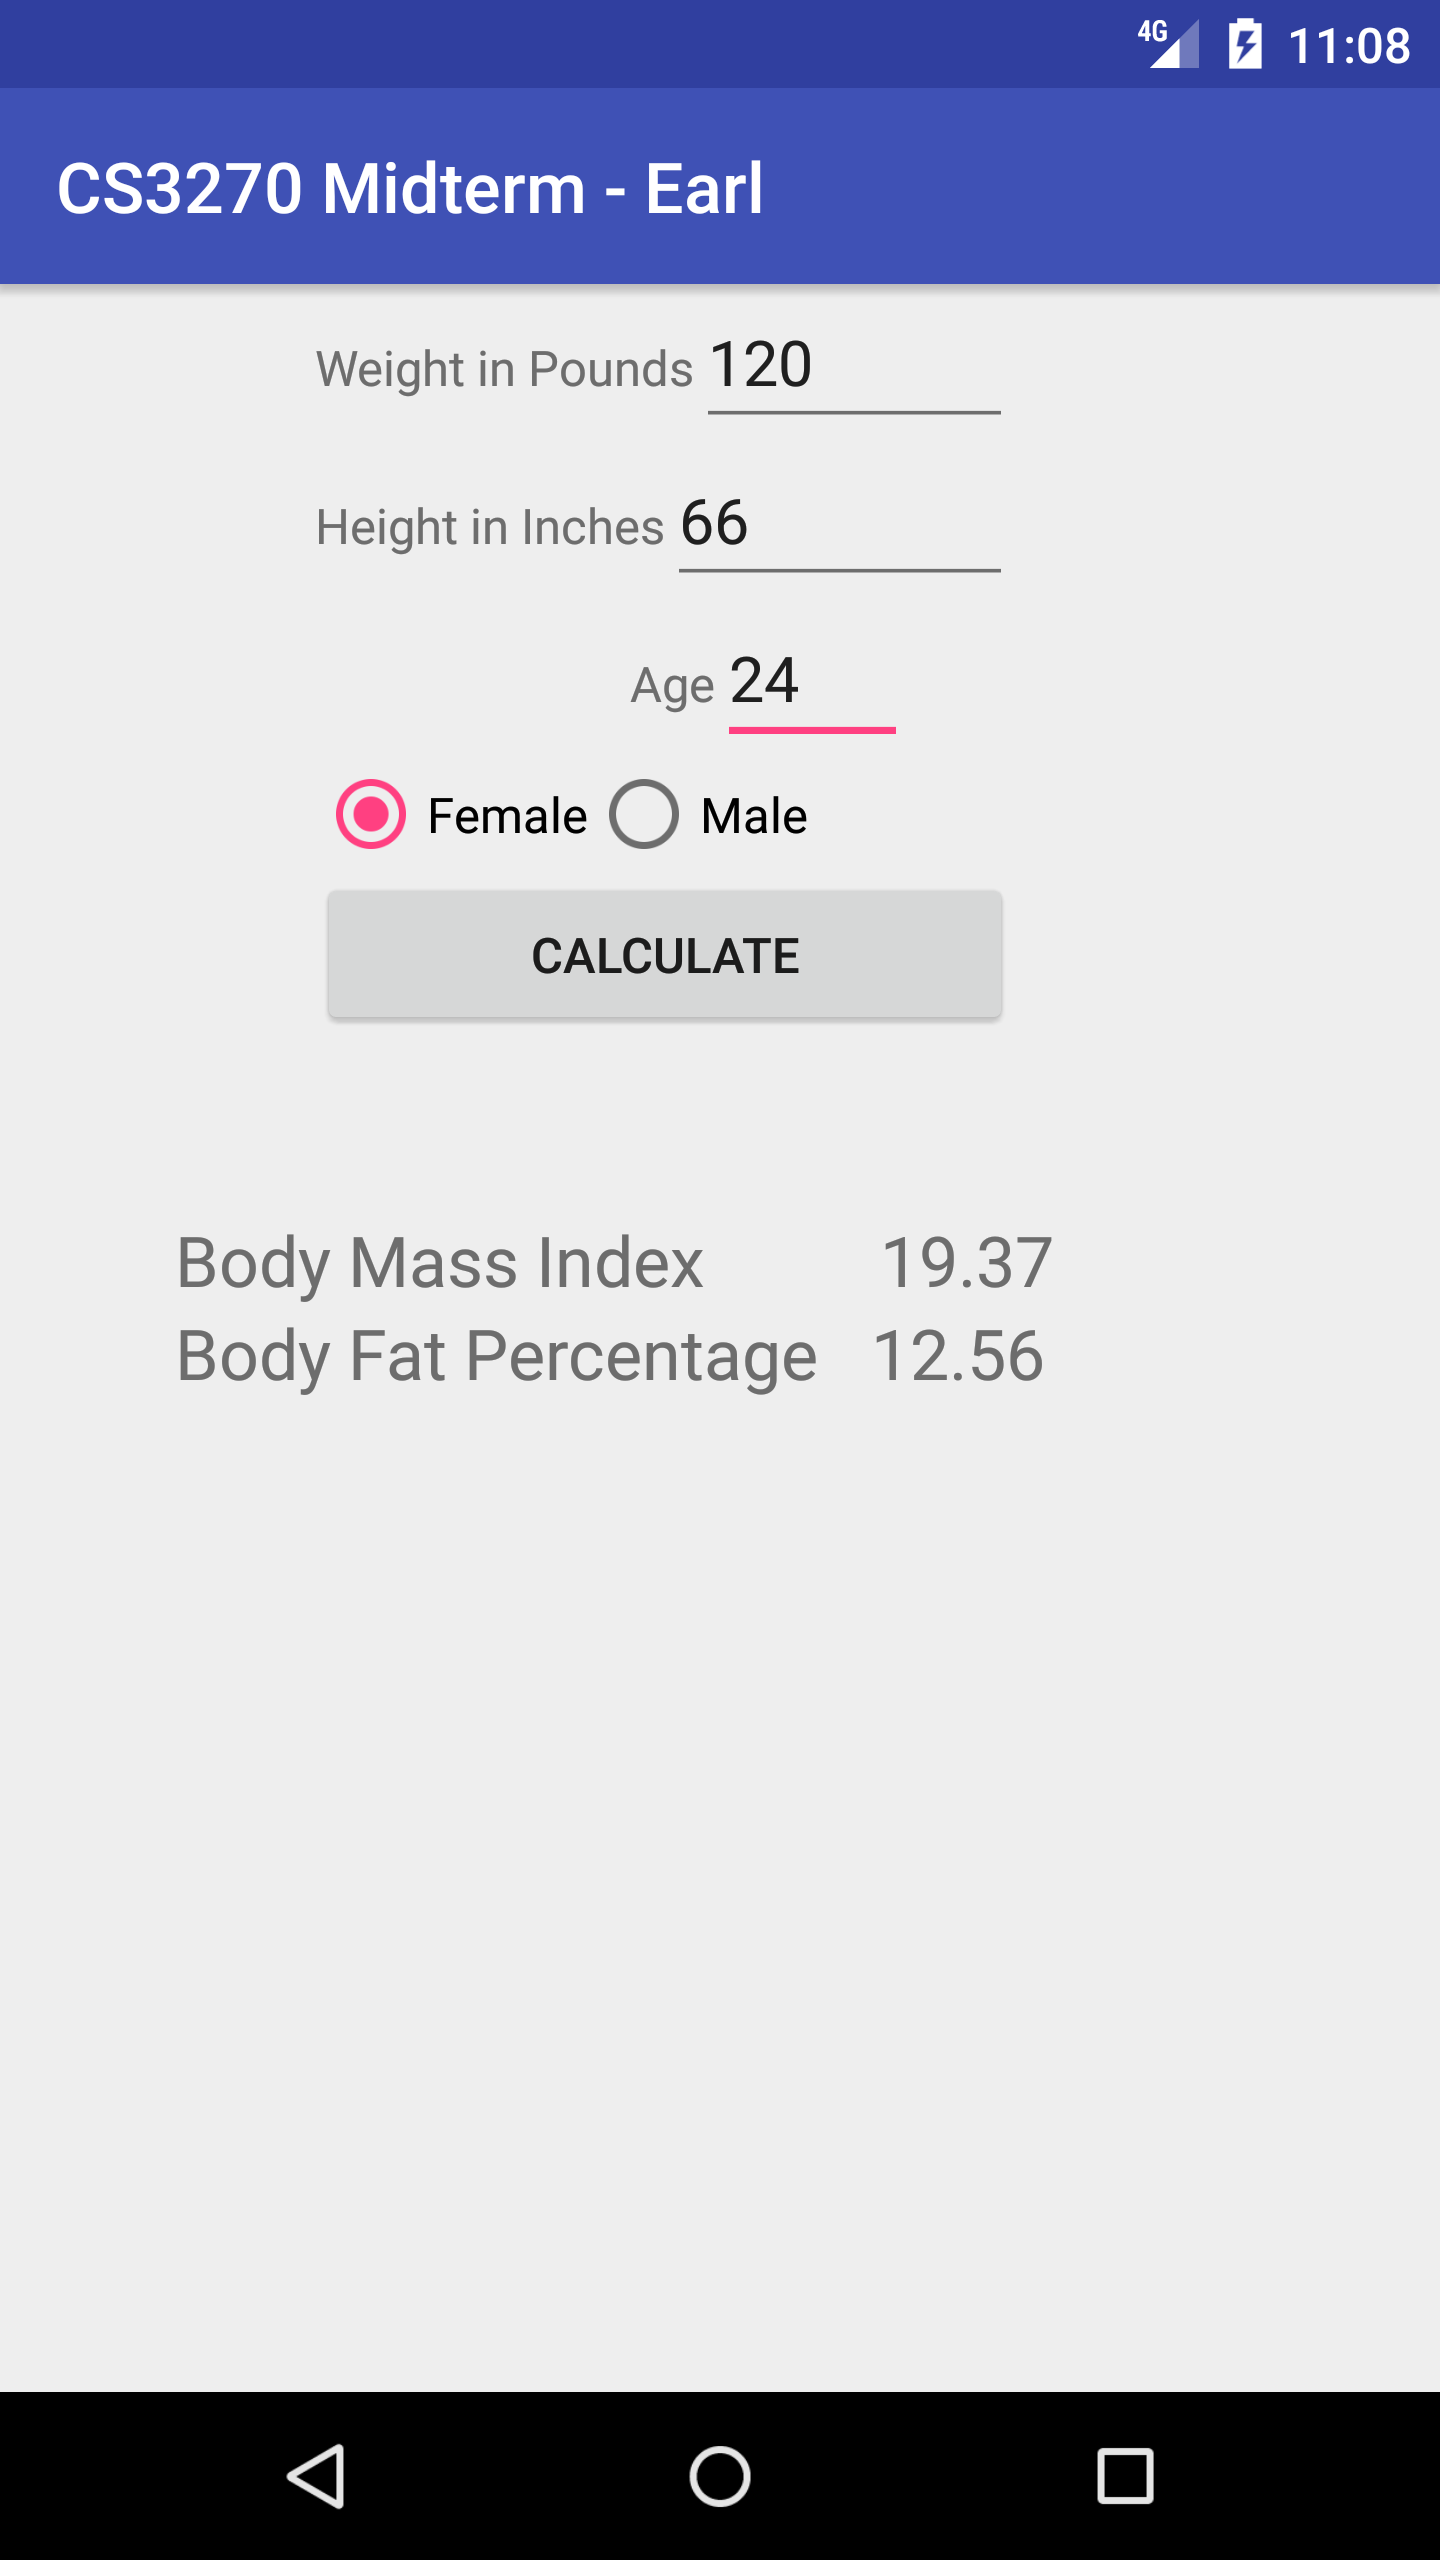 4G 11:08
CS3270 Midterm - Earl
Weight in Pounds 120
Height in Inches 66
Age 24
Female Male
CALCULATE
Body Mass Index 19.37
Body Fat Percentage 12.56